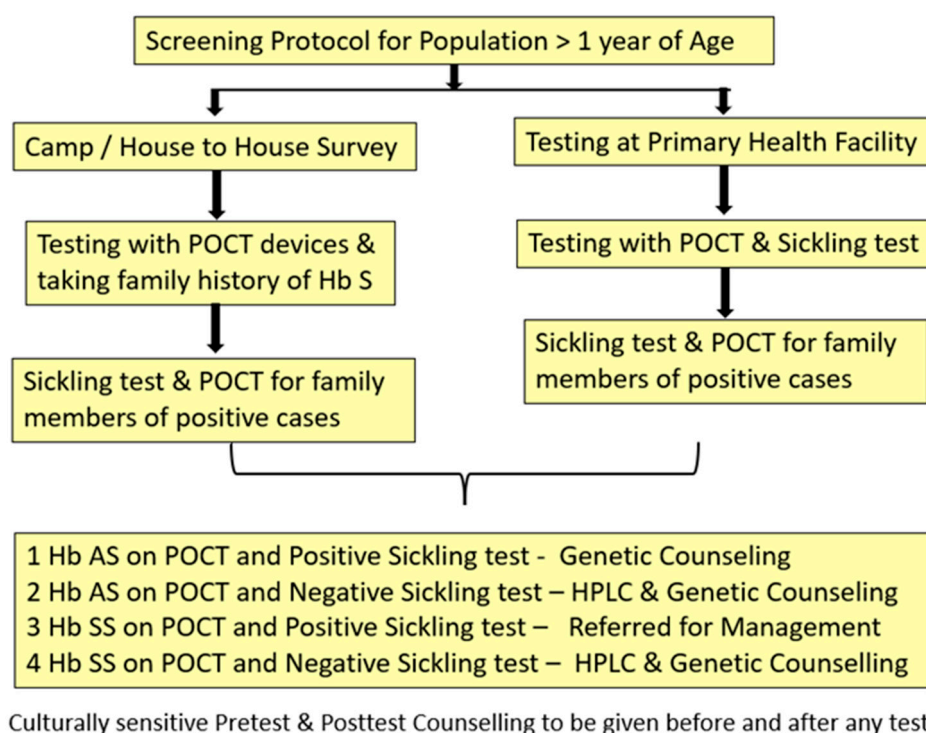 Screening Protocol for Population > 1 year of Age
Camp / House to House Survey
Testing at Primary Health Facility
Testing with POCT devices &
taking family history of Hb S
Testing with POCT & Sickling test
Sickling test & POCT for family
members of positive cases
Sickling test & POCT for family
members of positive cases
1 Hb AS on POCT and Positive Sickling test - Genetic Counseling
2 Hb AS on POCT and Negative Sickling test – HPLC & Genetic Counseling
3 Hb SS on POCT and Positive Sickling test – Referred for Management
4 Hb SS on POCT and Negative Sickling test – HPLC & Genetic Counselling
Culturally sensitive Pretest & Posttest Counselling to be given before and after any test